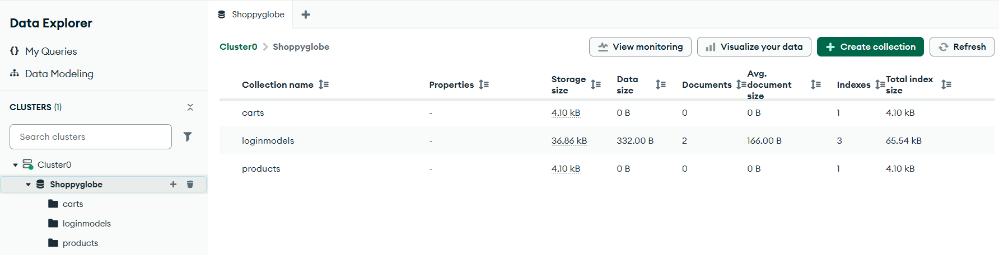 Data Explorer
My Queries
Data Modeling
CLUSTERS (1)
Search clusters
Cluster0
Shoppyglobe
carts
loginmodels
products
Shoppyglobe
Cluster0 Shoppyglobe
View monitoring Visualize your data Create collection Refresh
Collection name Properties Storage size Data size Documents Avg. document size Indexes Total index size
carts - 4.10 kB 0 B 0 0 B 1 4.10 kB
loginmodels - 36.86 kB 332.00 B 2 166.00 B 3 65.54 kB
products - 4.10 kB 0 B 0 0 B 1 4.10 kB